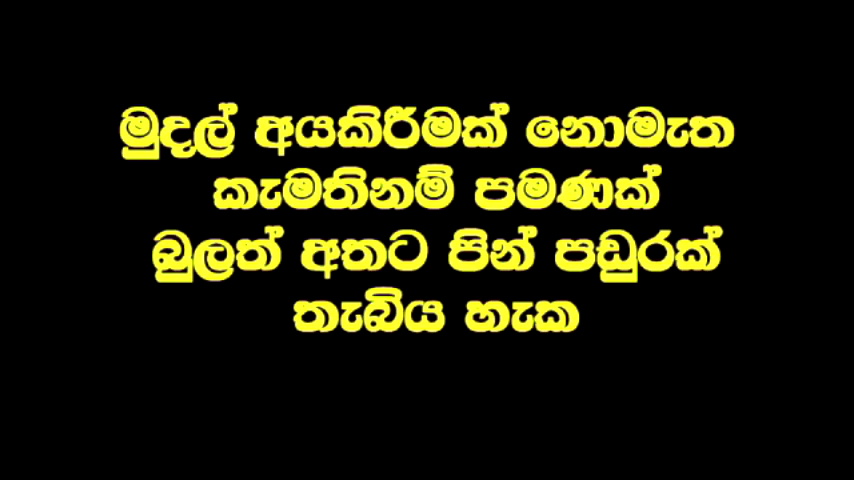 මුදල් අයකිරීමක් නොමැත
කැමතිනම් පමණක්
බුලත් අතට පින් පඩුරක්
තැබිය හැක